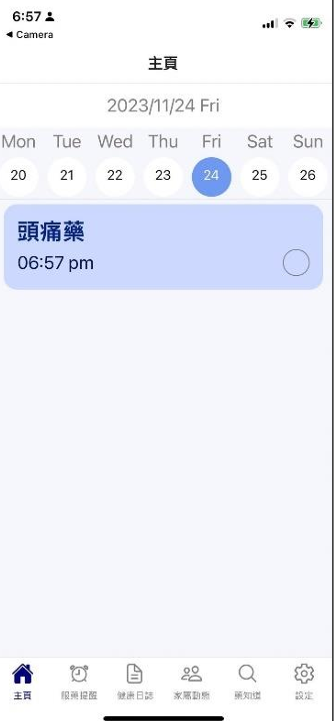 6:57
◀ Camera
主頁
2023/11/24 Fri
Mon Tue Wed Thu Fri Sat Sun
20 21 22 23 24 25 26
頭痛藥
06:57 pm
主頁 服藥提醒 健康日誌 家屬動態 藥知道 設定